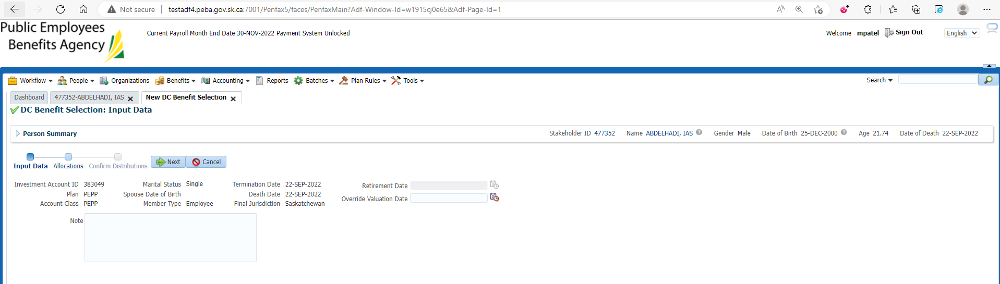 Not secure testadf4.peba.gov.sk.ca:7001/Penfax5/faces/PenfaxMain?Adf-Window-Id=w1915cj0e65&Adf-Page-Id=1
Public Employees
Benefits Agency
Current Payroll Month End Date 30-NOV-2022 Payment System Unlocked
Welcome mpatel Sign Out English
Workflow People Organizations Benefits Accounting Reports Batches Plan Rules Tools Search
Dashboard 477352-ABDELHADI, IAS New DC Benefit Selection
DC Benefit Selection: Input Data
Person Summary Stakeholder ID 477352 Name ABDELHADI, IAS Gender Male Date of Birth 25-DEC-2000 Age 21.74 Date of Death 22-SEP-2022
Input Data Allocations Confirm Distributions Next Cancel
Investment Account ID 383049 Marital Status Single Termination Date 22-SEP-2022 Retirement Date
Plan PEPP Spouse Date of Birth Death Date 22-SEP-2022 Override Valuation Date
Account Class PEPP Member Type Employee Final Jurisdiction Saskatchewan
Note